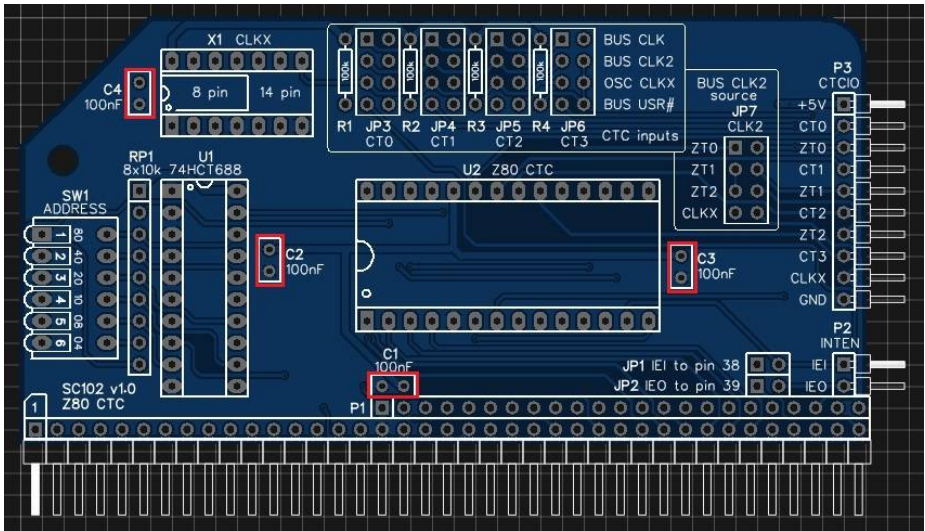 X1 CLKX
C4
100nF
8 pin 14 pin
100k 100k 100k 100k
BUS CLK
BUS CLK2
OSC CLKX
BUS USR#
R1 JP3 R2 JP4 R3 JP5 R4 JP6
CT0 CT1 CT2 CT3 CTC inputs
BUS CLK2
source
JP7
CLK2
ZT0
ZT1
ZT2
CLKX
P3
CTCIO
+5V
CT0
ZT0
CT1
ZT1
CT2
ZT2
CT3
CLKX
GND
RP1 U1
8x10k 74HCT688
U2 Z80 CTC
SW1
ADDRESS
1 80
2 40
3 20
4 10
5 08
6 04
C2
100nF
C3
100nF
C1
100nF
P2
INTEN
JP1 IEI to pin 38 IEI
JP2 IEO to pin 39 IEO
SC102 v1.0
Z80 CTC
P1
1